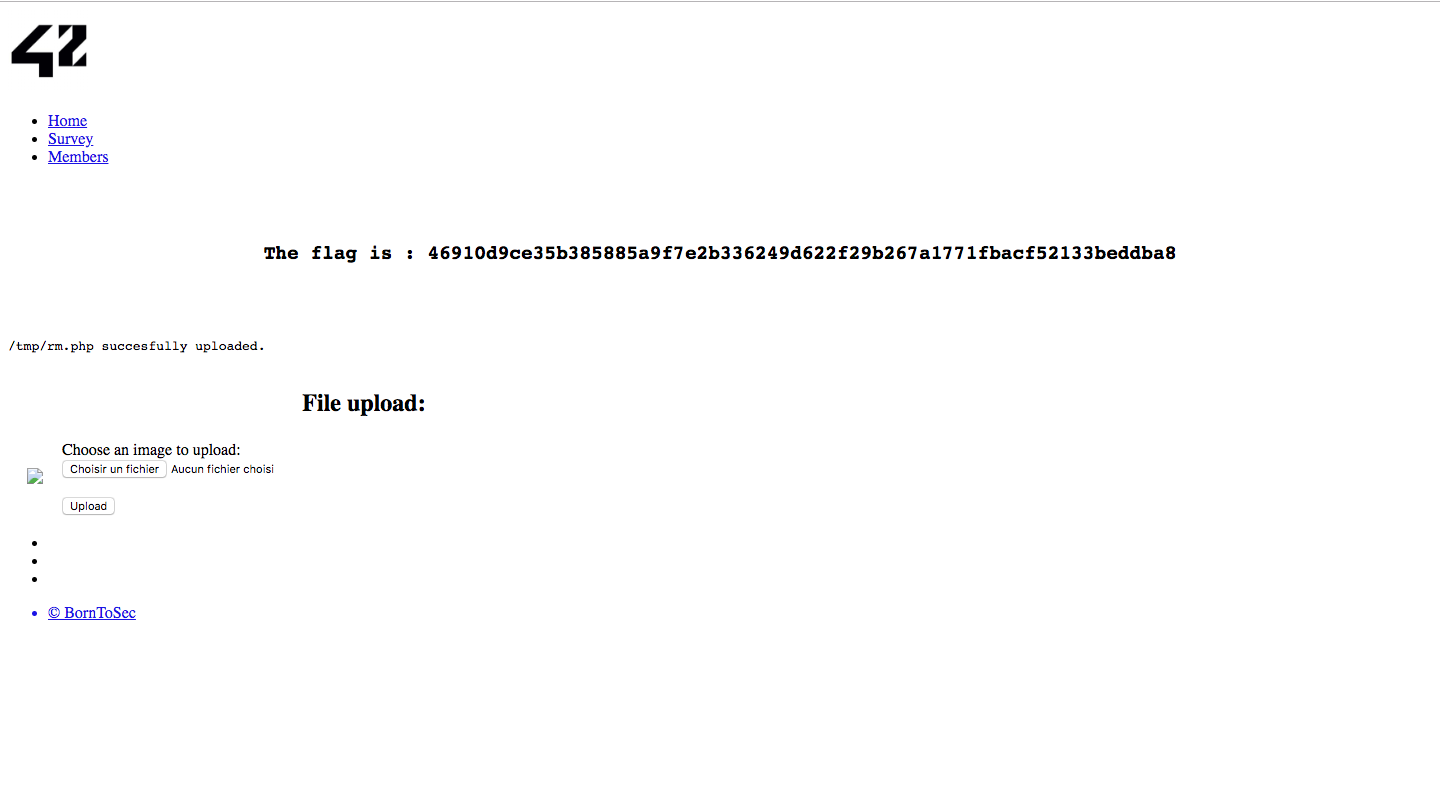 42
Home
Survey
Members
The flag is : 46910d9ce35b385885a9f7e2b336249d622f29b267a1771fbacf52133beddba8
/tmp/rm.php succesfully uploaded.
File upload:
Choose an image to upload:
Choisir un fichier Aucun fichier choisi
Upload
© BornToSec